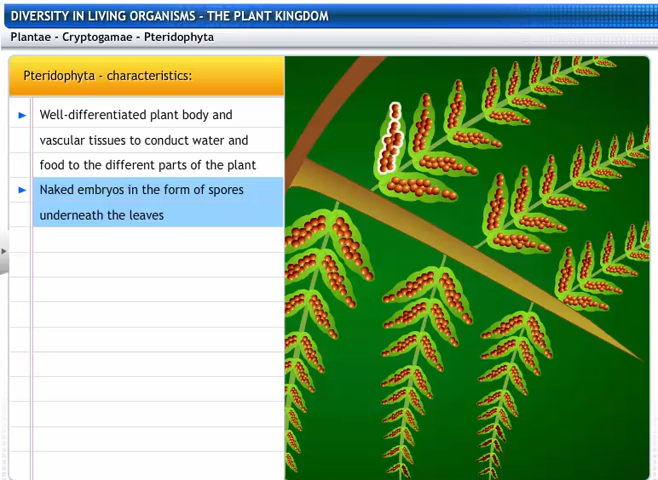 DIVERSITY IN LIVING ORGANISMS - THE PLANT KINGDOM
Plantae - Cryptogamae - Pteridophyta
Pteridophyta - characteristics:
Well-differentiated plant body and
vascular tissues to conduct water and
food to the different parts of the plant
Naked embryos in the form of spores
underneath the leaves